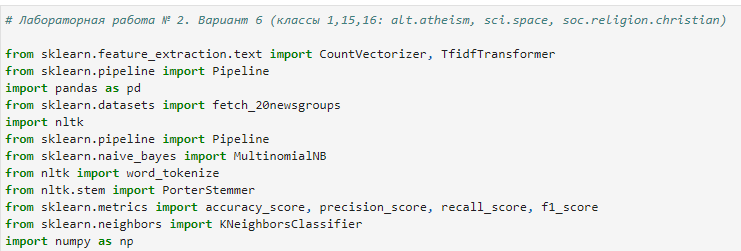 # Лабораторная работа № 2. Вариант 6 (классы 1,15,16: alt.atheism, sci.space, soc.religion.christian)
from sklearn.feature_extraction.text import CountVectorizer, TfidfTransformer
from sklearn.pipeline import Pipeline
import pandas as pd
from sklearn.datasets import fetch_20newsgroups
import nltk
from sklearn.pipeline import Pipeline
from sklearn.naive_bayes import MultinomialNB
from nltk import word_tokenize
from nltk.stem import PorterStemmer
from sklearn.metrics import accuracy_score, precision_score, recall_score, f1_score
from sklearn.neighbors import KNeighborsClassifier
import numpy as np